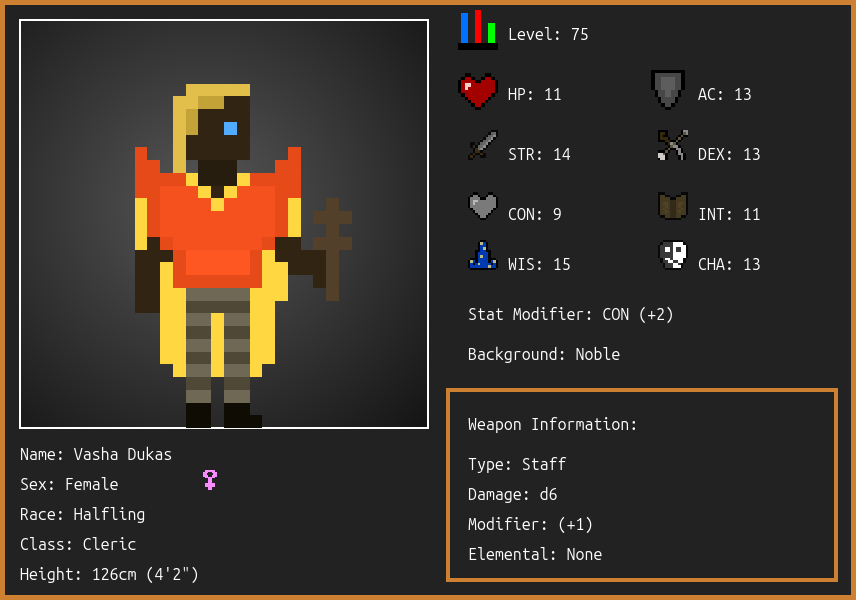 Level: 75
HP: 11
AC: 13
STR: 14
DEX: 13
CON: 9
INT: 11
WIS: 15
CHA: 13
Stat Modifier: CON (+2)
Background: Noble
Weapon Information:
Type: Staff
Damage: d6
Modifier: (+1)
Elemental: None
Name: Vasha Dukas
Sex: Female
Race: Halfling
Class: Cleric
Height: 126cm (4'2")